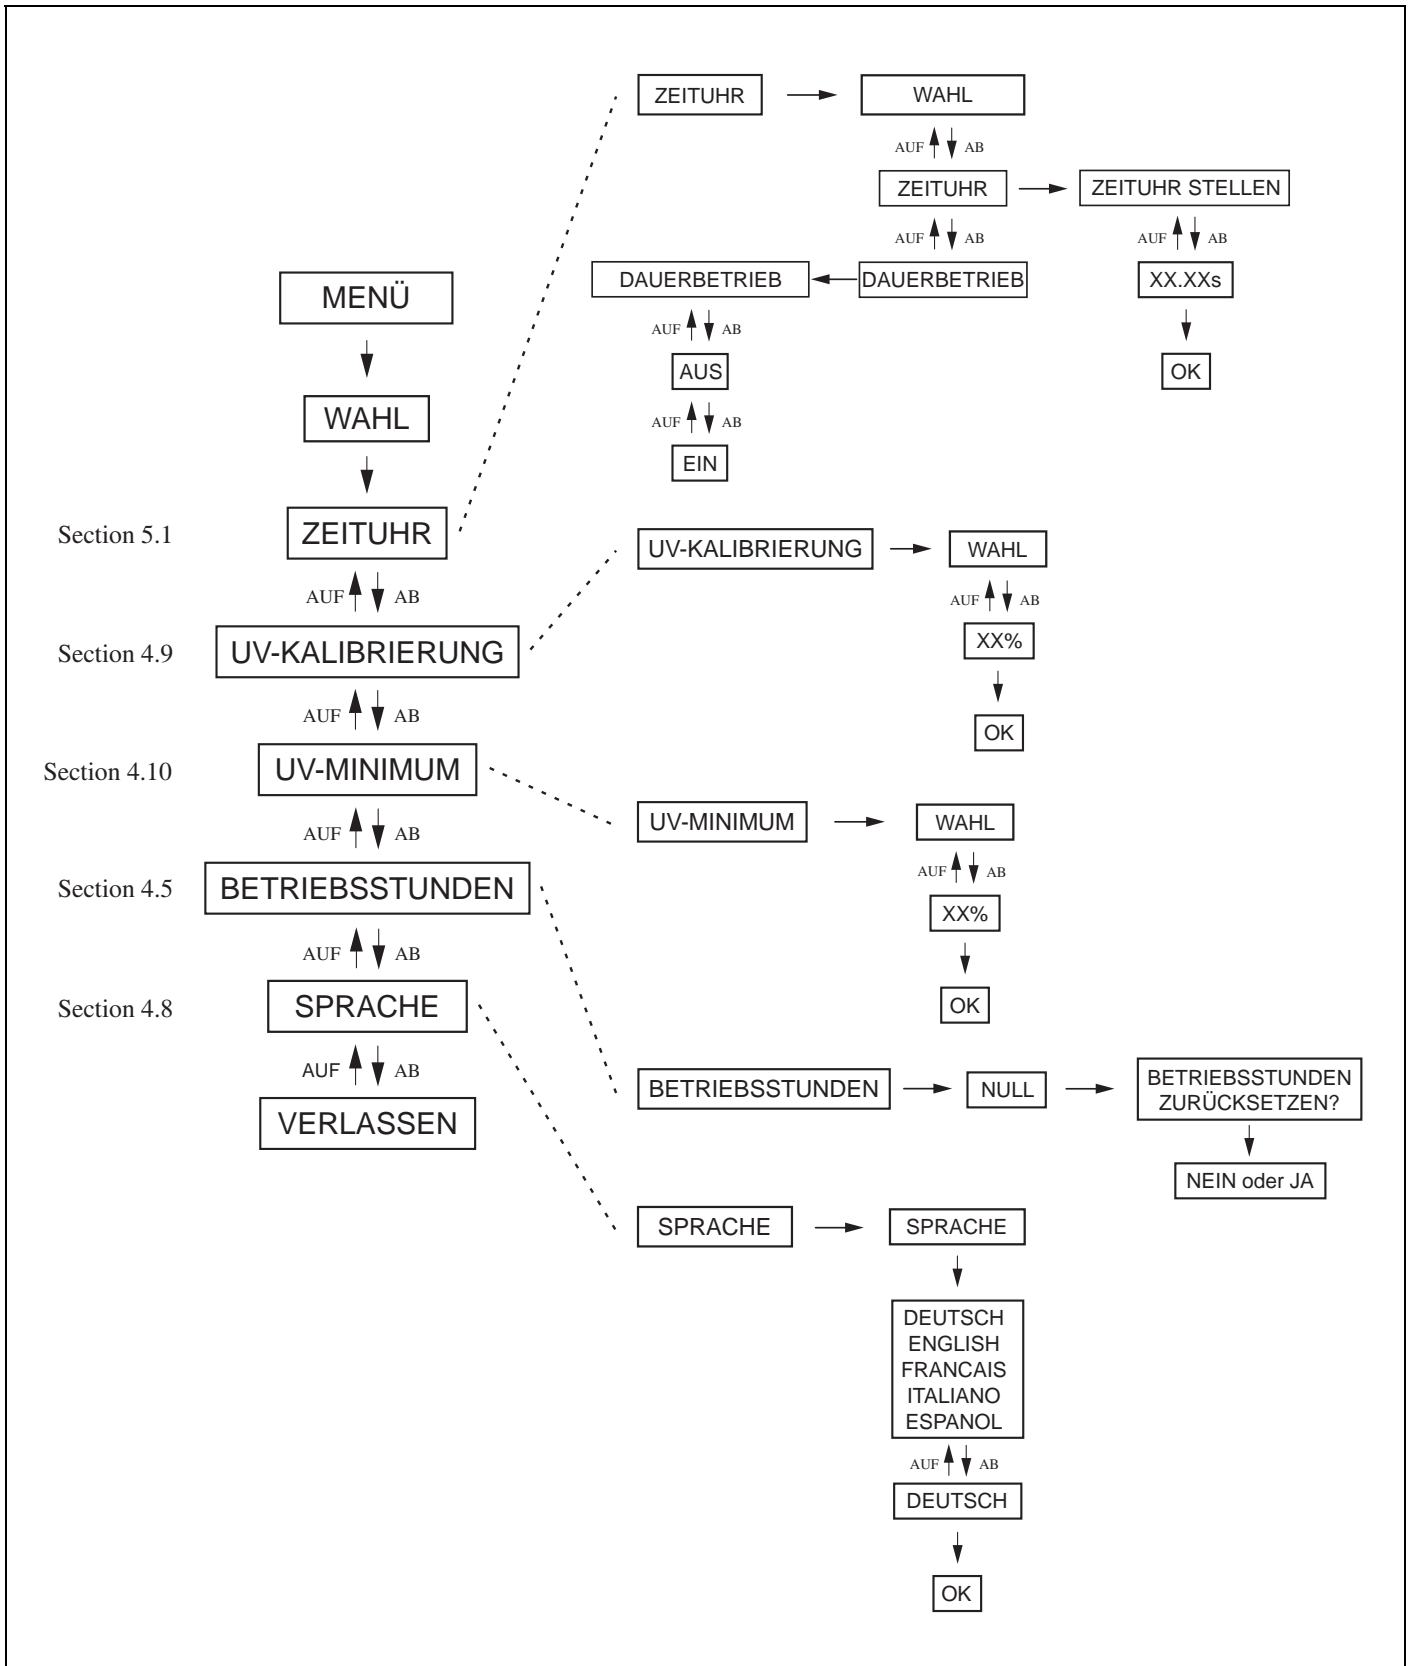 ZEITUHR
WAHL
AUF AB
ZEITUHR
ZEITUHR STELLEN
AUF AB
AUF AB
DAUERBETRIEB
DAUERBETRIEB
XX.XXs
AUF AB
AUS
OK
AUF AB
EIN
MENÜ
WAHL
Section 5.1
ZEITUHR
AUF AB
Section 4.9
UV-KALIBRIERUNG
AUF AB
Section 4.10
UV-MINIMUM
AUF AB
Section 4.5
BETRIEBSSTUNDEN
AUF AB
Section 4.8
SPRACHE
AUF AB
VERLASSEN
UV-KALIBRIERUNG
WAHL
AUF AB
XX%
OK
UV-MINIMUM
WAHL
AUF AB
XX%
OK
BETRIEBSSTUNDEN
NULL
BETRIEBSSTUNDEN
ZURÜCKSETZEN?
NEIN oder JA
SPRACHE
SPRACHE
DEUTSCH
ENGLISH
FRANCAIS
ITALIANO
ESPANOL
AUF AB
DEUTSCH
OK